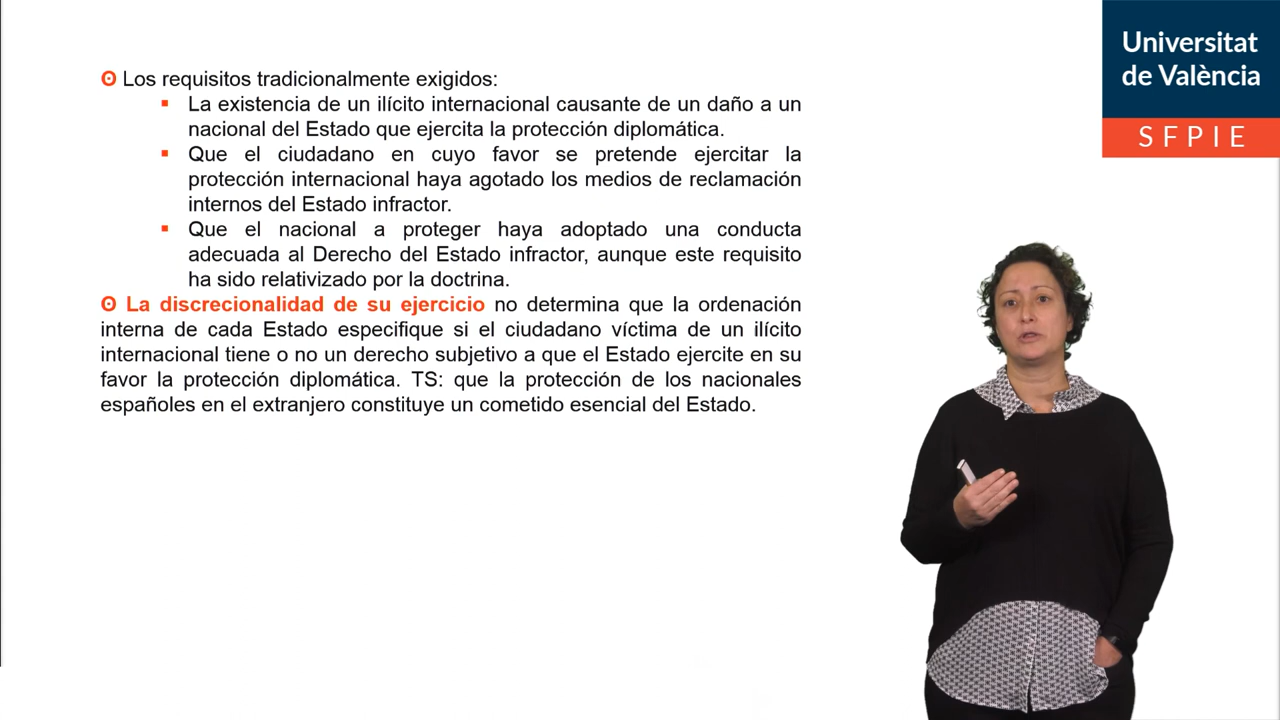 ʘ Los requisitos tradicionalmente exigidos:
▪ La existencia de un ilícito internacional causante de un daño a un
nacional del Estado que ejercita la protección diplomática.
▪ Que el ciudadano en cuyo favor se pretende ejercitar la
protección internacional haya agotado los medios de reclamación
internos del Estado infractor.
▪ Que el nacional a proteger haya adoptado una conducta
adecuada al Derecho del Estado infractor, aunque este requisito
ha sido relativizado por la doctrina.
ʘ La discrecionalidad de su ejercicio no determina que la ordenación
interna de cada Estado especifique si el ciudadano víctima de un ilícito
internacional tiene o no un derecho subjetivo a que el Estado ejercite en su
favor la protección diplomática. TS: que la protección de los nacionales
españoles en el extranjero constituye un cometido esencial del Estado.
Universitat
de València
SFPIE